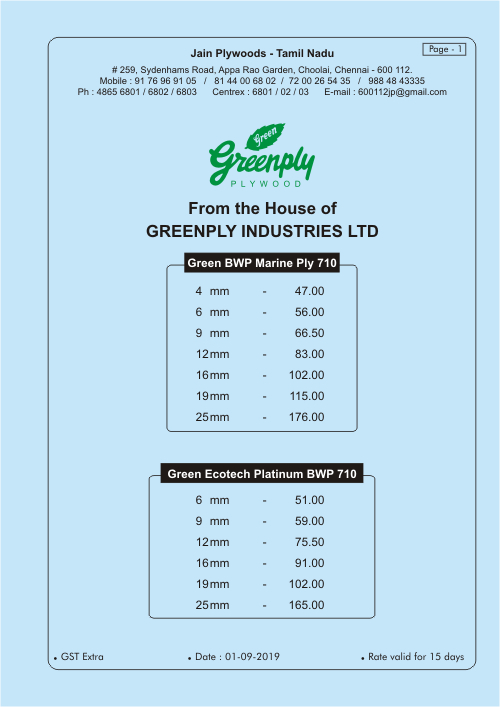 Page - 1
Jain Plywoods - Tamil Nadu
# 259, Sydenhams Road, Appa Rao Garden, Choolai, Chennai - 600 112.
Mobile : 91 76 96 91 05 / 81 44 00 68 02 / 72 00 26 54 35 / 988 48 43335
Ph : 4865 6801 / 6802 / 6803 Centrex : 6801 / 02 / 03 E-mail : 600112jp@gmail.com
Green
Greenply
PLYWOOD
From the House of
GREENPLY INDUSTRIES LTD
Green BWP Marine Ply 710
4 mm - 47.00
6 mm - 56.00
9 mm - 66.50
12mm - 83.00
16mm - 102.00
19mm - 115.00
25mm - 176.00
Green Ecotech Platinum BWP 710
6 mm - 51.00
9 mm - 59.00
12mm - 75.50
16mm - 91.00
19mm - 102.00
25mm - 165.00
• GST Extra • Date : 01-09-2019 • Rate valid for 15 days